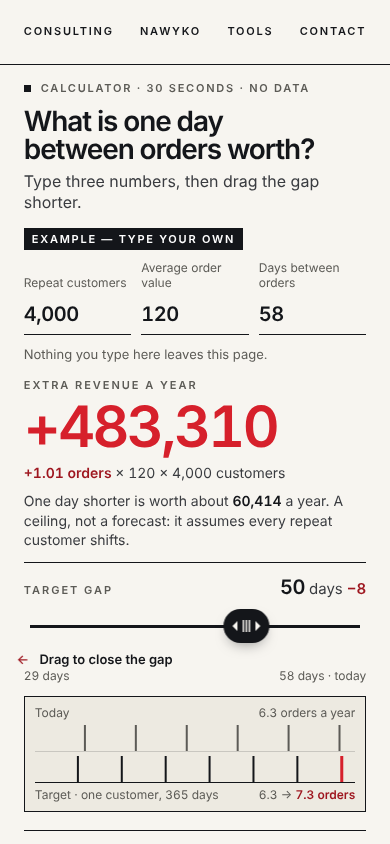 CONSULTING NAWYKO TOOLS CONTACT
CALCULATOR · 30 SECONDS · NO DATA
What is one day
between orders worth?
Type three numbers, then drag the gap
shorter.
EXAMPLE — TYPE YOUR OWN
Repeat customers
Average order
value
Days between
orders
4,000 120 58
Nothing you type here leaves this page.
EXTRA REVENUE A YEAR
+483,310
+1.01 orders × 120 × 4,000 customers
One day shorter is worth about 60,414 a year. A
ceiling, not a forecast: it assumes every repeat
customer shifts.
TARGET GAP 50 days −8
← Drag to close the gap
29 days 58 days · today
Today 6.3 orders a year
Target · one customer, 365 days 6.3 → 7.3 orders